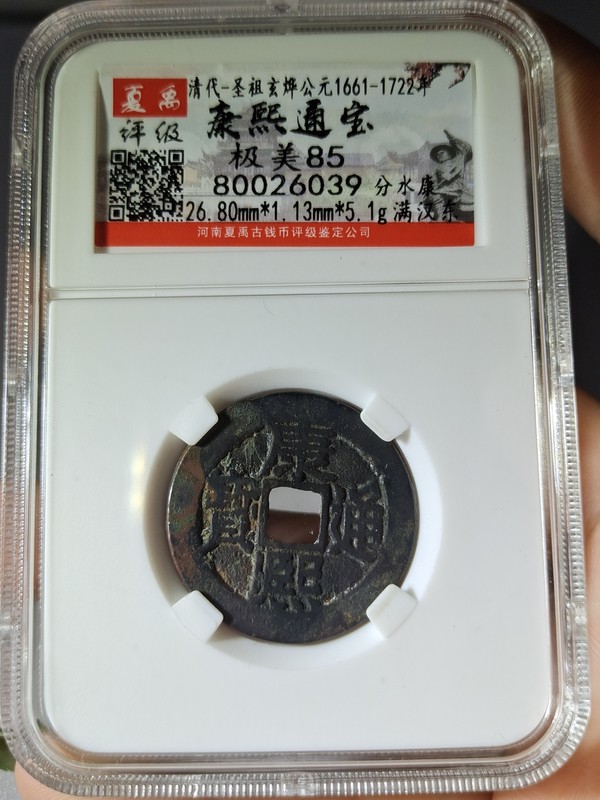 夏禹
评级
清代-圣祖玄烨公元1661-1722年
康熙通宝
极美85
80026039 分水康
26.80mm*1.13mm*5.1g 满汉东
河南夏禹古钱币评级鉴定公司
康熙通寶